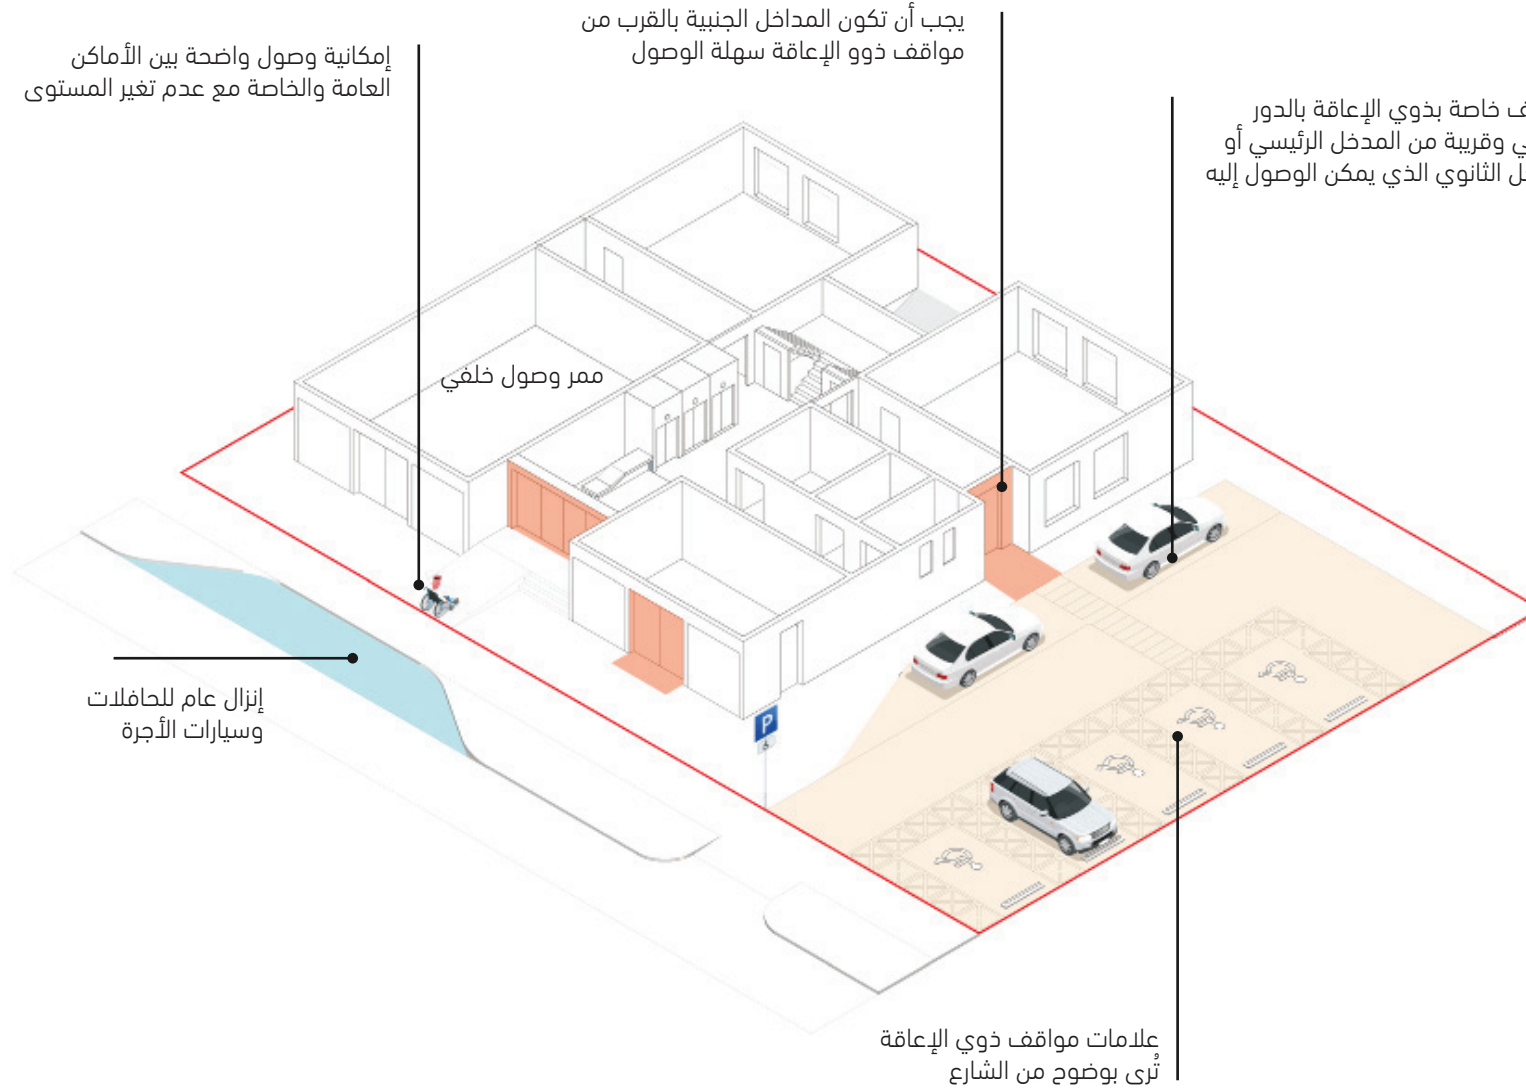 يجب أن تكون المداخل الجنبية بالقرب من
مواقف ذوو الإعاقة سهلة الوصول
إمكانية وصول واضحة بين الأماكن
العامة والخاصة مع عدم تغير المستوى
خاصة بذوي الإعاقة بالدور
وقريبة من المدخل الرئيسي أو
الثانوي الذي يمكن الوصول إليه
ممر وصول خلفي
إنزال عام للحافلات
وسيارات الأجرة
P
علامات مواقف ذوي الإعاقة
تُرى بوضوح من الشارع